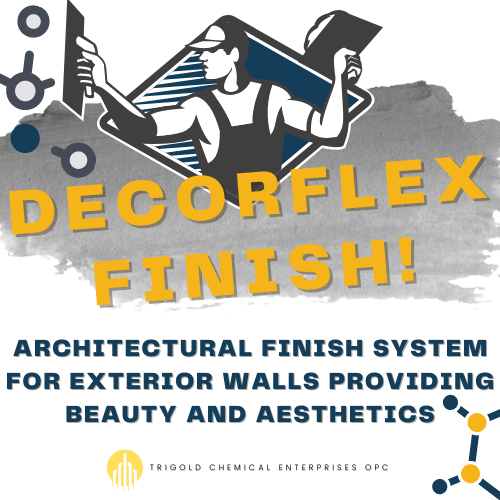 DECORFLEX
FINISH!
ARCHITECTURAL FINISH SYSTEM
FOR EXTERIOR WALLS PROVIDING
BEAUTY AND AESTHETICS
TRIGOLD CHEMICAL ENTERPRISES OPC